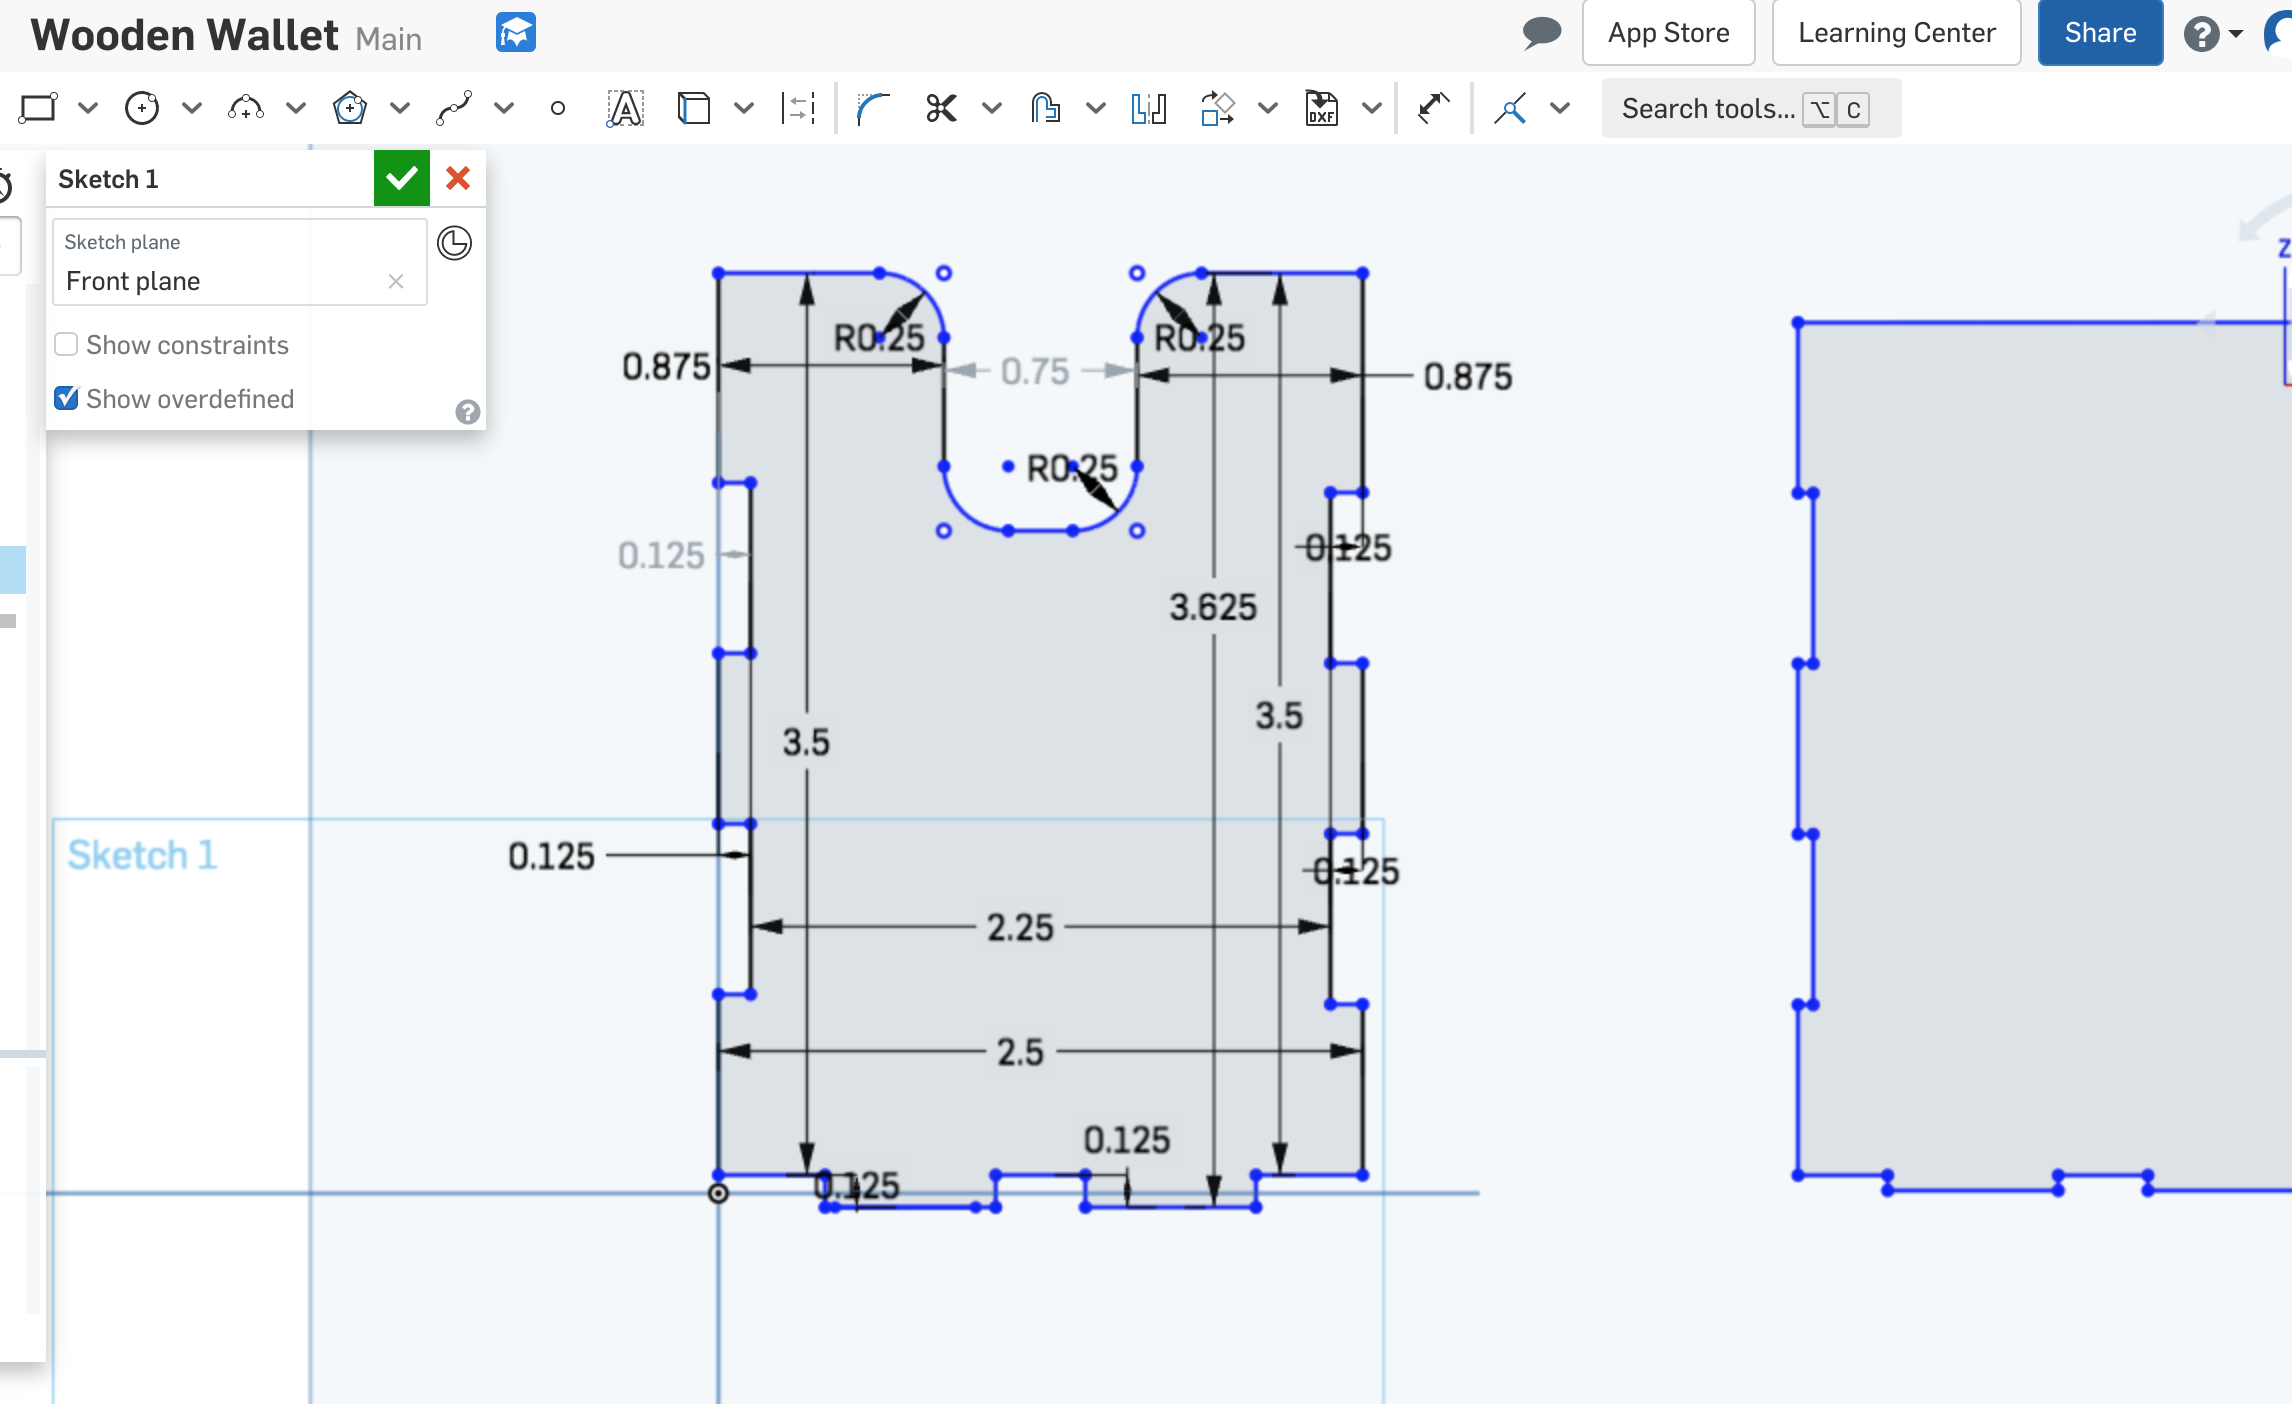 Wooden Wallet Main
App Store
Learning Center
Share
?
A
DXF
Search tools... ⌥ C
Sketch 1
Sketch plane
Front plane
Show constraints
Show overdefined
?
Z
R0.25
R0.25
0.875
0.75
0.875
R0.25
0.125
0.125
3.625
3.5
3.5
Sketch 1
0.125
0.125
2.25
2.5
0.125
0.125